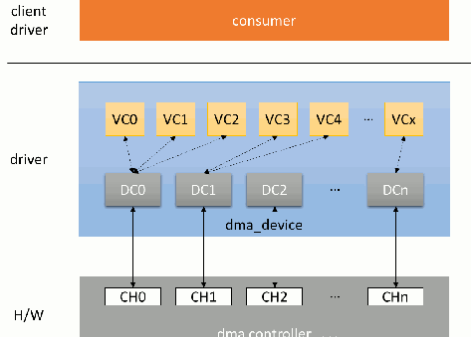 client
driver
consumer
VC0 VC1 VC2 VC3 VC4 ... VCx
driver
DC0 DC1 DC2 ... DCn
dma_device
CH0 CH1 CH2 ... CHn
H/W
dma controller